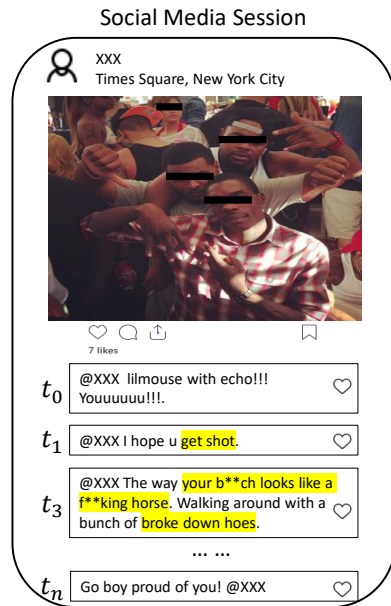 Social Media Session
XXX
Times Square, New York City
7 likes
t0
@XXX lilmouse with echo!!!
Youuuuuu!!!.
t1
@XXX I hope u get shot.
t3
@XXX The way your b**ch looks like a
f**king horse. Walking around with a
bunch of broke down hoes.
... ...
tn
Go boy proud of you! @XXX